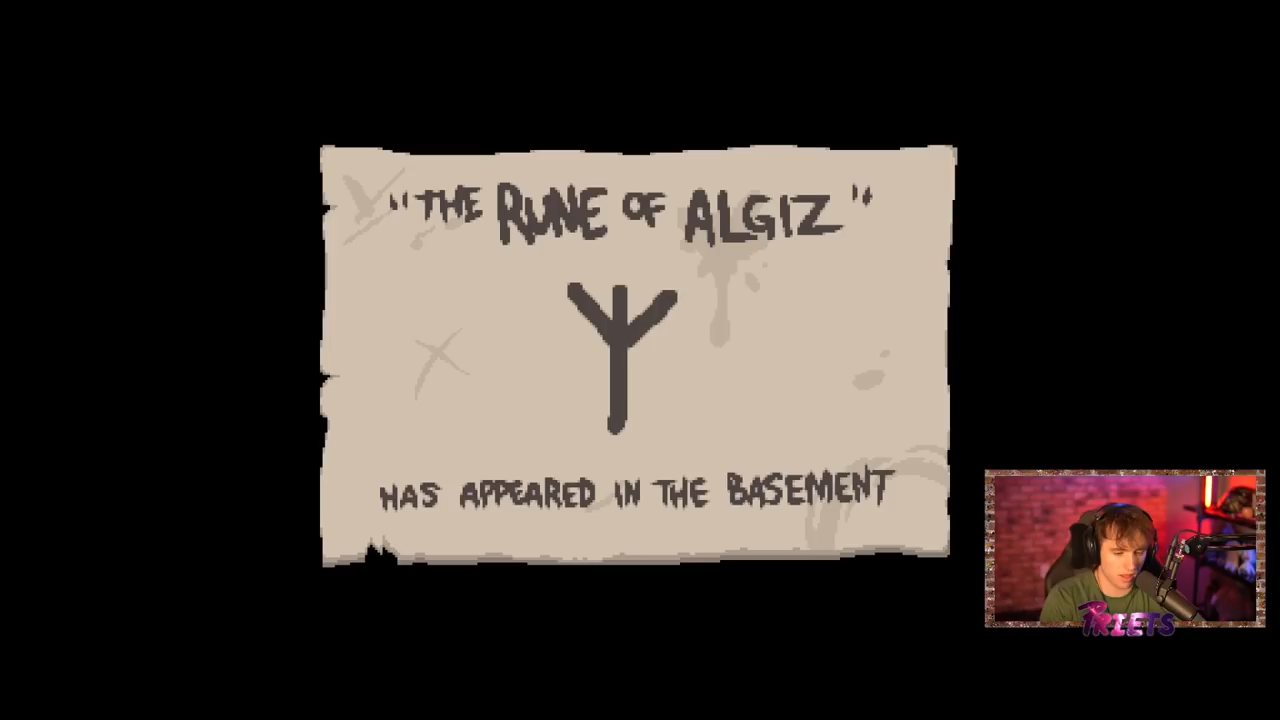 "THE RUNE OF ALGIZ"
HAS APPEARED IN THE BASEMENT